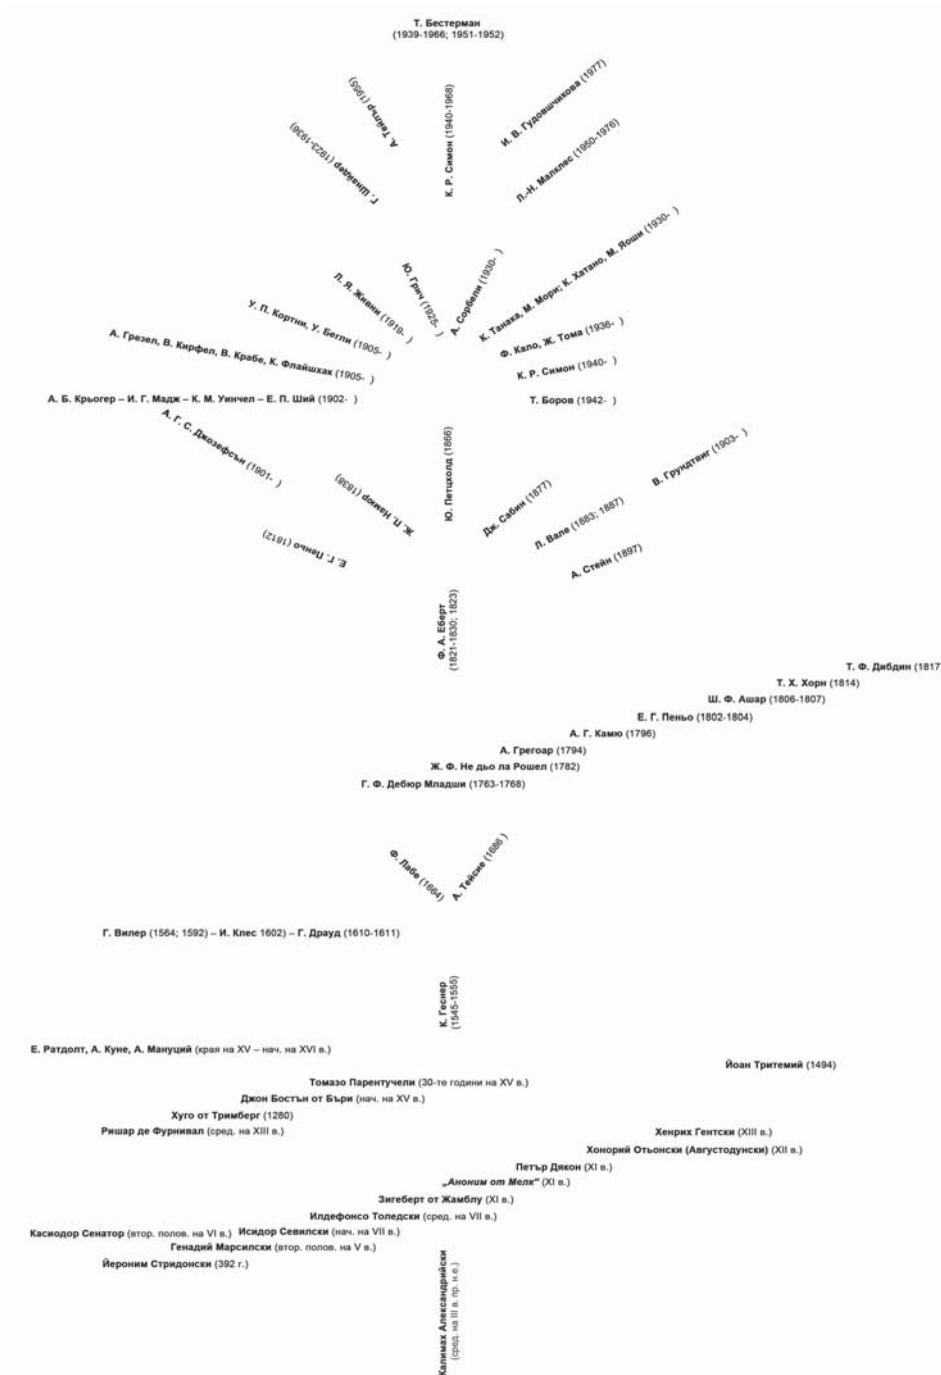 Т. Бестерман
(1939-1966; 1951-1952)
А. Тейлър (1955)
К. Р. Симон (1940-1968)
И. В. Гудовшчикова (1977)
Г. Шнайдер (1923-1936)
Л.-Н. Малклес (1950-1976)
Л. Я. Живни (1919- )
Ю. Грич (1925- )
А. Сорбели (1930- )
К. Танака, М. Мори; К. Хатано, М. Яоши (1930- )
У. П. Кортни, У. Бегли (1905- )
Ф. Кало, Ж. Тома (1936- )
А. Грезел, В. Кирфел, В. Крабе, К. Флайшхак (1905- )
К. Р. Симон (1940- )
А. Б. Крьогер – И. Г. Мадж – К. М. Уинчел – Е. П. Ший (1902- )
Т. Боров (1942- )
А. Г. С. Джозефсън (1901- )
Ж. П. Намюр (1838)
Ю. Петцхолд (1866)
Дж. Сабин (1877)
В. Грундтвиг (1903- )
Е. Г. Пеньо (1812)
Л. Вале (1883; 1887)
А. Стейн (1897)
Ф. А. Еберт
(1821-1830; 1823)
Т. Ф. Дибдин (1817
Т. Х. Хорн (1814)
Ш. Ф. Ашар (1806-1807)
Е. Г. Пеньо (1802-1804)
А. Г. Камю (1796)
А. Грегоар (1794)
Ж. Ф. Не дьо ла Рошел (1782)
Г. Ф. Дебюр Младши (1763-1768)
Ф. Лабе (1664)
А. Тейсие (1686 )
Г. Вилер (1564; 1592) – И. Клес 1602) – Г. Драуд (1610-1611)
К. Геснер
(1545-1555)
Е. Ратдолт, А. Куне, А. Мануций (края на XV – нач. на XVI в.)
Йоан Тритемий (1494)
Томазо Парентучели (30-те години на XV в.)
Джон Бостън от Бъри (нач. на XV в.)
Хуго от Тримберг (1280)
Ришар де Фурнивал (сред. на XIII в.)
Хенрих Гентски (XIII в.)
Хонорий Отьонски (Августодунски) (XII в.)
Петър Дякон (XI в.)
„Аноним от Мелк" (XI в.)
Зигеберт от Жамблу (XI в.)
Илдефонсо Толедски (сред. на VII в.)
Касиодор Сенатор (втор. полов. на VI в.) Исидор Севилски (нач. на VII в.)
Генадий Марсилски (втор. полов. на V в.)
Йероним Стридонски (392 г.)
Калимах Александрийски
(сред. на III в. пр. н.е.)